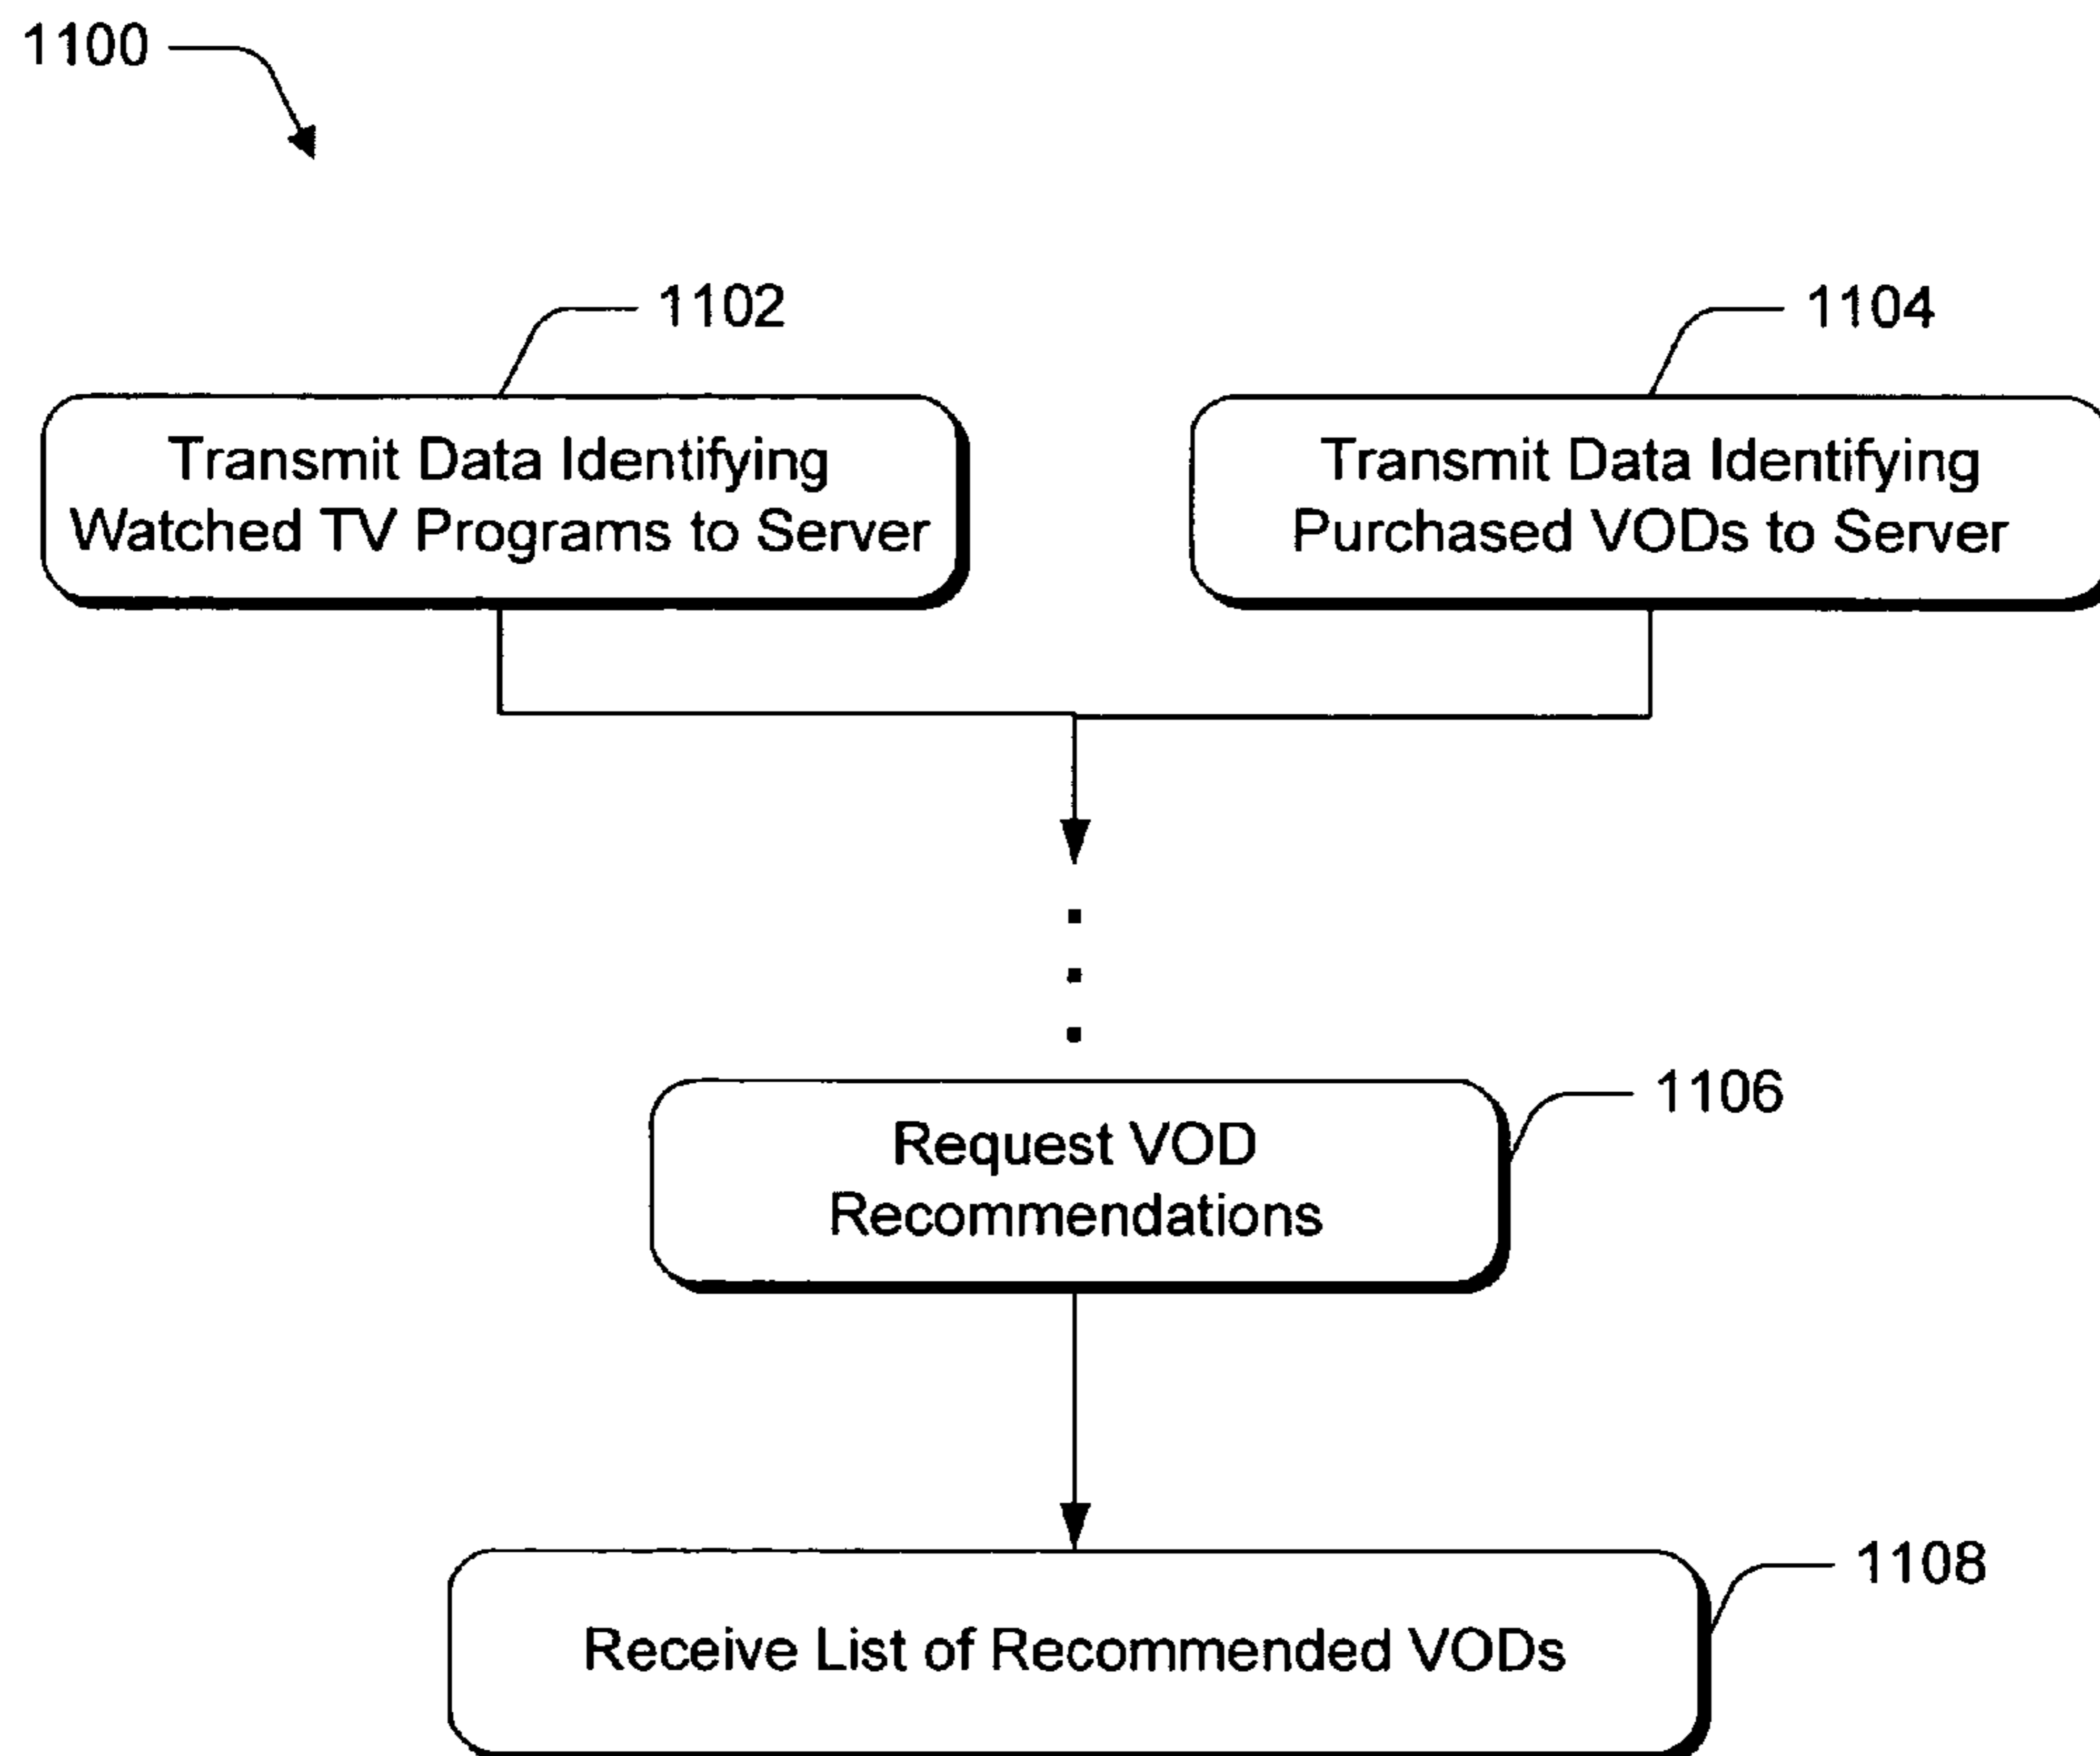 1100
1102
1104
Transmit Data Identifying
Watched TV Programs to Server
Transmit Data Identifying
Purchased VODs to Server
1106
Request VOD
Recommendations
1108
Receive List of Recommended VODs